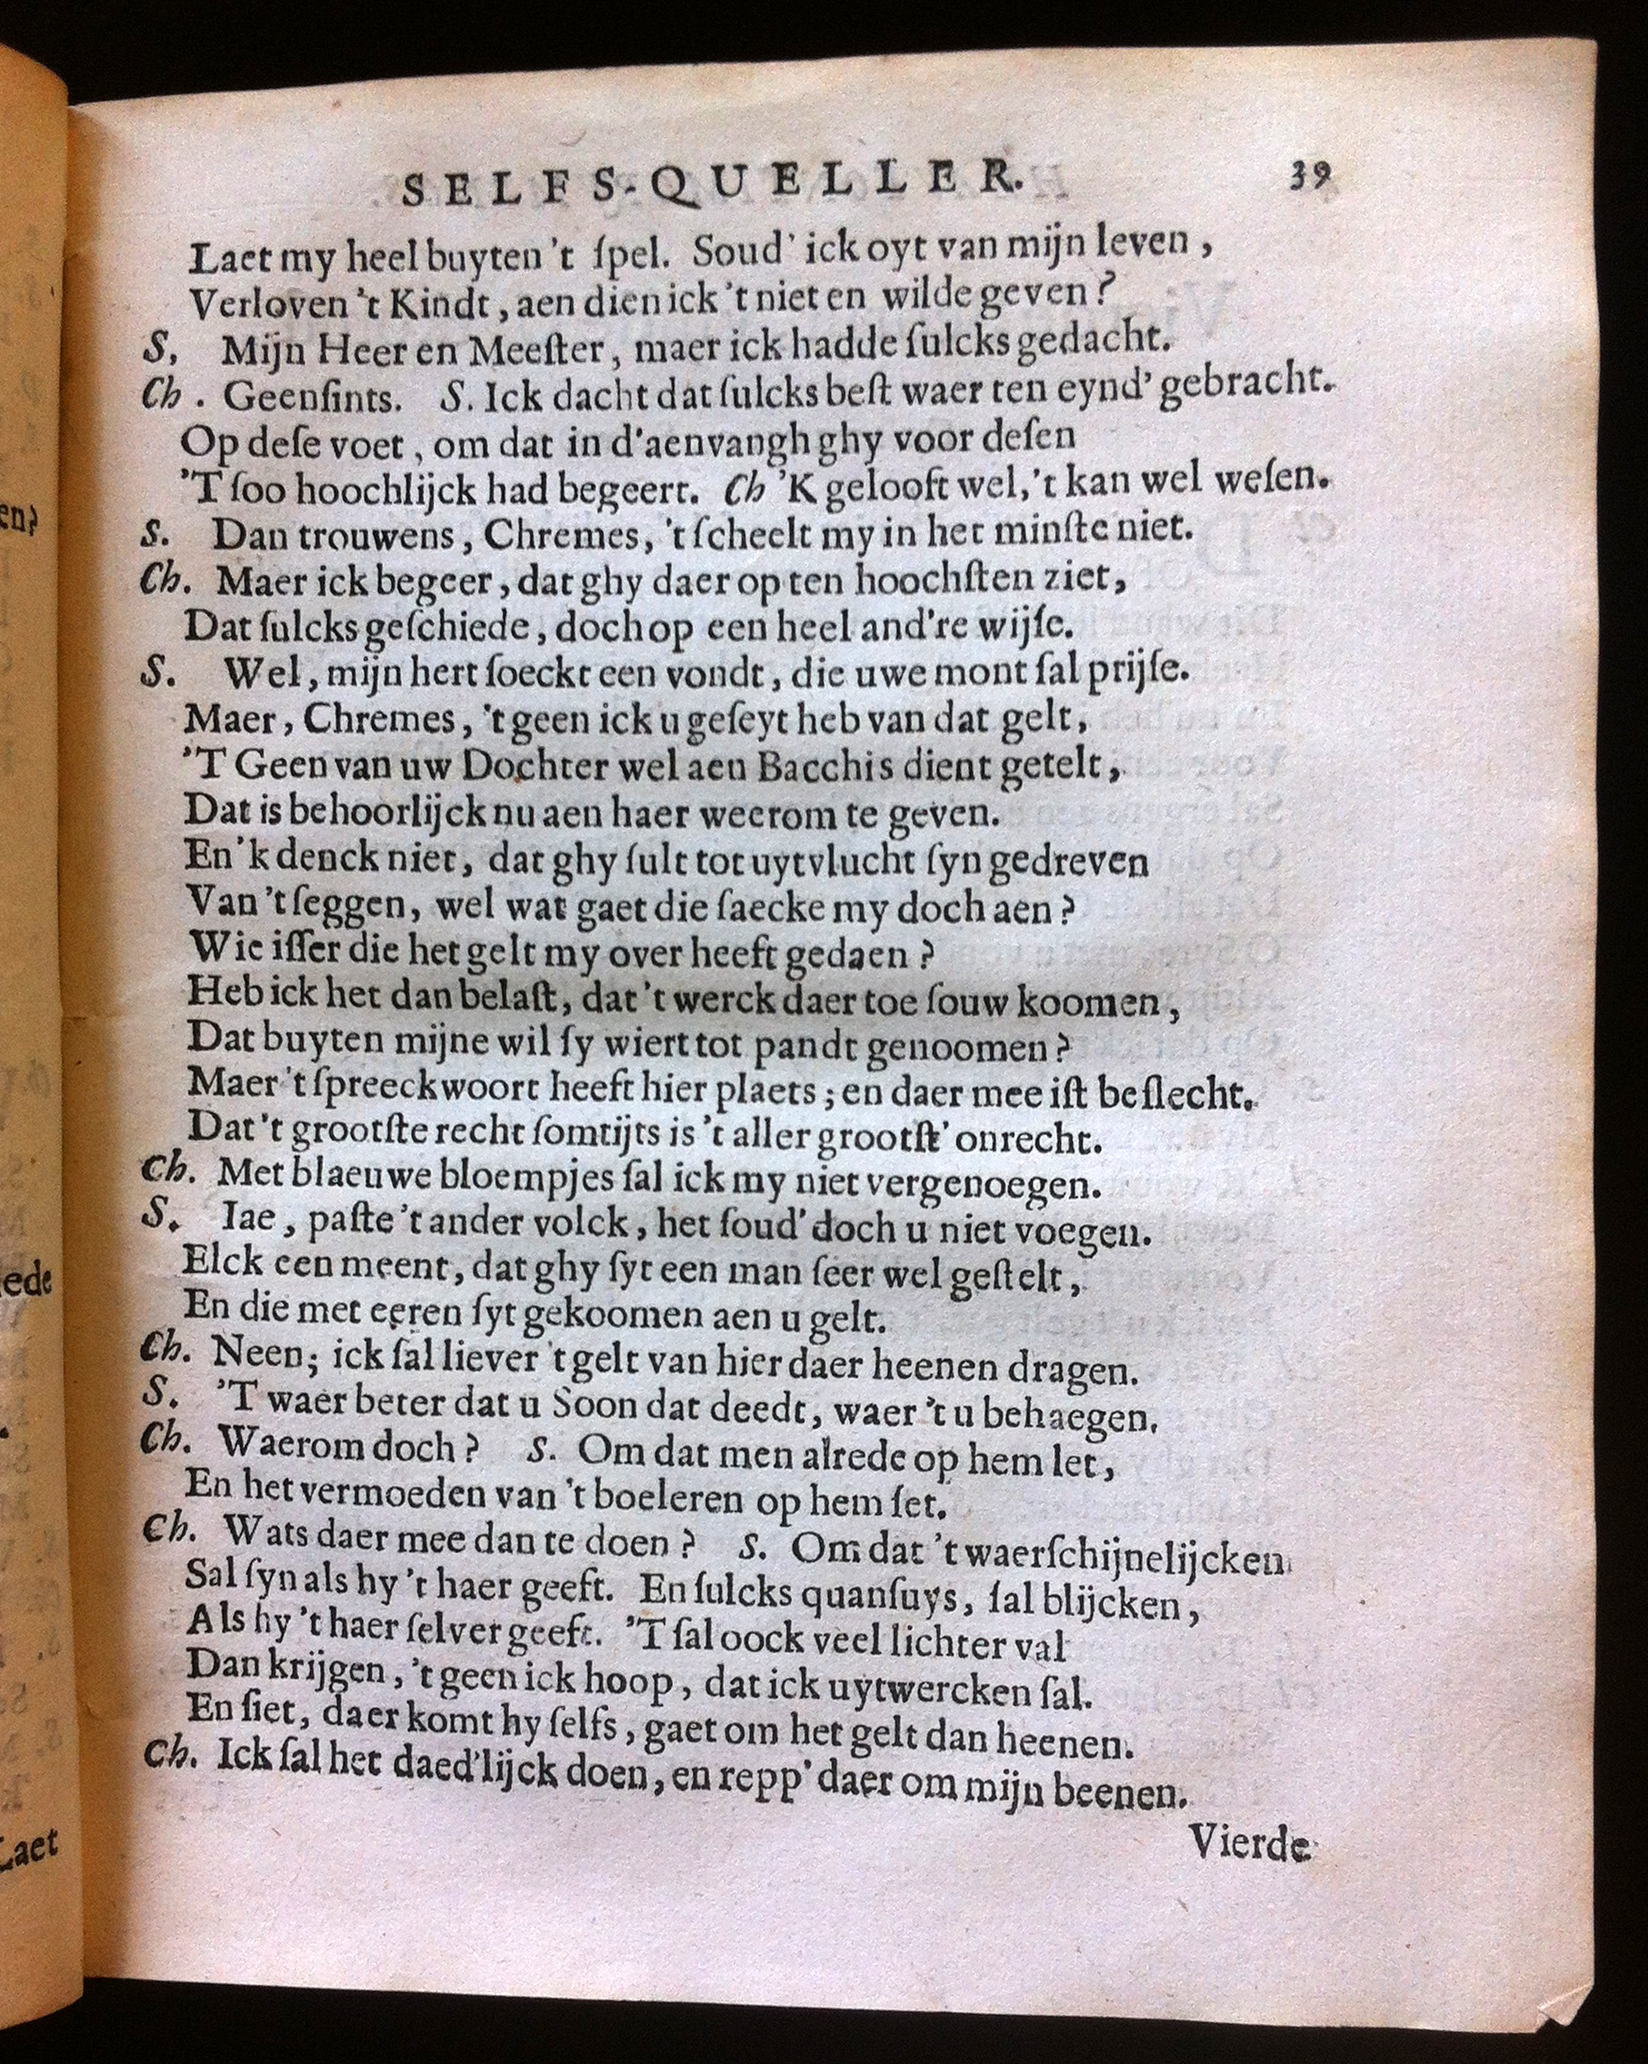 SELFS-QUELLER. 39
Laet my heel buyten 't ſpel. Soud' ick oyt van mijn leven,
Verloven 't Kindt, aen dien ick 't niet en wilde geven?
S. Mijn Heer en Meeſter, maer ick hadde ſulcks gedacht.
Ch. Geenſints. S. Ick dacht dat ſulcks beſt waer ten eynd' gebracht.
Op deſe voet, om dat in d'aenvangh ghy voor deſen
'T ſoo hoochlijck had begeert. Ch 'K gelooft wel, 't kan wel weſen.
S. Dan trouwens, Chremes, 't ſcheelt my in het minſte niet.
Ch. Maer ick begeer, dat ghy daer op ten hoochſten ziet,
Dat ſulcks geſchiede, doch op een heel and're wijſe.
S. Wel, mijn hert ſoeckt een vondt, die uwe mont ſal prijſe.
Maer, Chremes, 't geen ick u geſeyt heb van dat gelt,
'T Geen van uw Dochter wel aen Bacchis dient getelt,
Dat is behoorlijck nu aen haer weerom te geven.
En 'k denck niet, dat ghy ſult tot uytvlucht ſyn gedreven
Van 't ſeggen, wel wat gaet die ſaecke my doch aen?
Wie iſſer die het gelt my over heeft gedaen?
Heb ick het dan belaſt, dat 't werck daer toe ſouw koomen,
Dat buyten mijne wil ſy wiert tot pandt genoomen?
Maer 't ſpreeckwoort heeft hier plaets; en daer mee iſt beſlecht.
Dat 't grootſte recht ſomtijts is 't aller grootſt' onrecht.
Ch. Met blaeuwe bloempjes ſal ick my niet vergenoegen.
S. Iae, paſte 't ander volck, het ſoud' doch u niet voegen.
Elck een meent, dat ghy ſyt een man ſeer wel geſtelt,
En die met eeren ſyt gekoomen aen u gelt.
Ch. Neen; ick ſal liever 't gelt van hier daer heenen dragen.
S. 'T waer beter dat u Soon dat deedt, waer 't u behaegen.
Ch. Waerom doch? S. Om dat men alrede op hem let,
En het vermoeden van 't boeleren op hem ſet.
Ch. Wats daer mee dan te doen? S. Om dat 't waerſchijnelijcken
Sal ſyn als hy 't haer geeft. En ſulcks quanſuys, ſal blijcken,
Als hy 't haer ſelver geeft. 'T ſal oock veel lichter val
Dan krijgen, 't geen ick hoop, dat ick uytwercken ſal.
En ſiet, daer komt hy ſelfs, gaet om het gelt dan heenen.
Ch. Ick ſal het daed'lijck doen, en repp' daer om mijn beenen.
Vierde
en?
iede
Laet